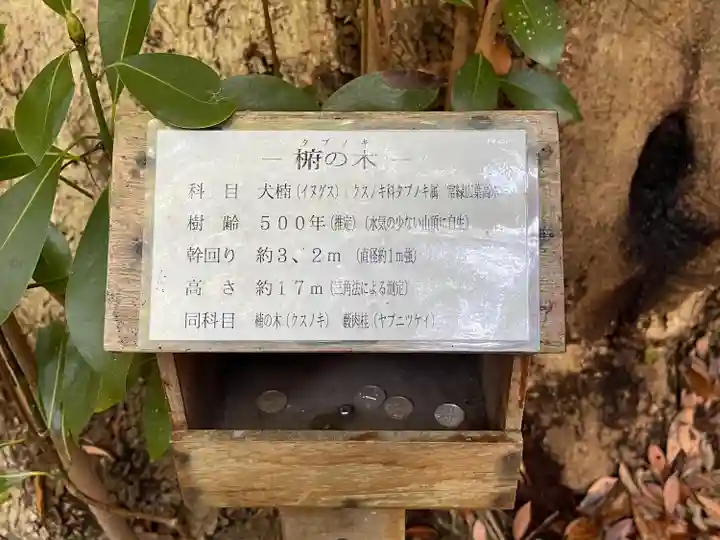 タブノキ
― 椨の木 ―
科 目 犬楠(イヌグス) クスノキ科タブノキ属 常緑広葉高木
樹 齢 500年(推定)(水気の少ない山頂に自生)
幹回り 約3、2m(直径約1m強)
高 さ 約17m(三角法による測定)
同科目 楠の木(クスノキ) 藪肉桂(ヤブニッケイ)